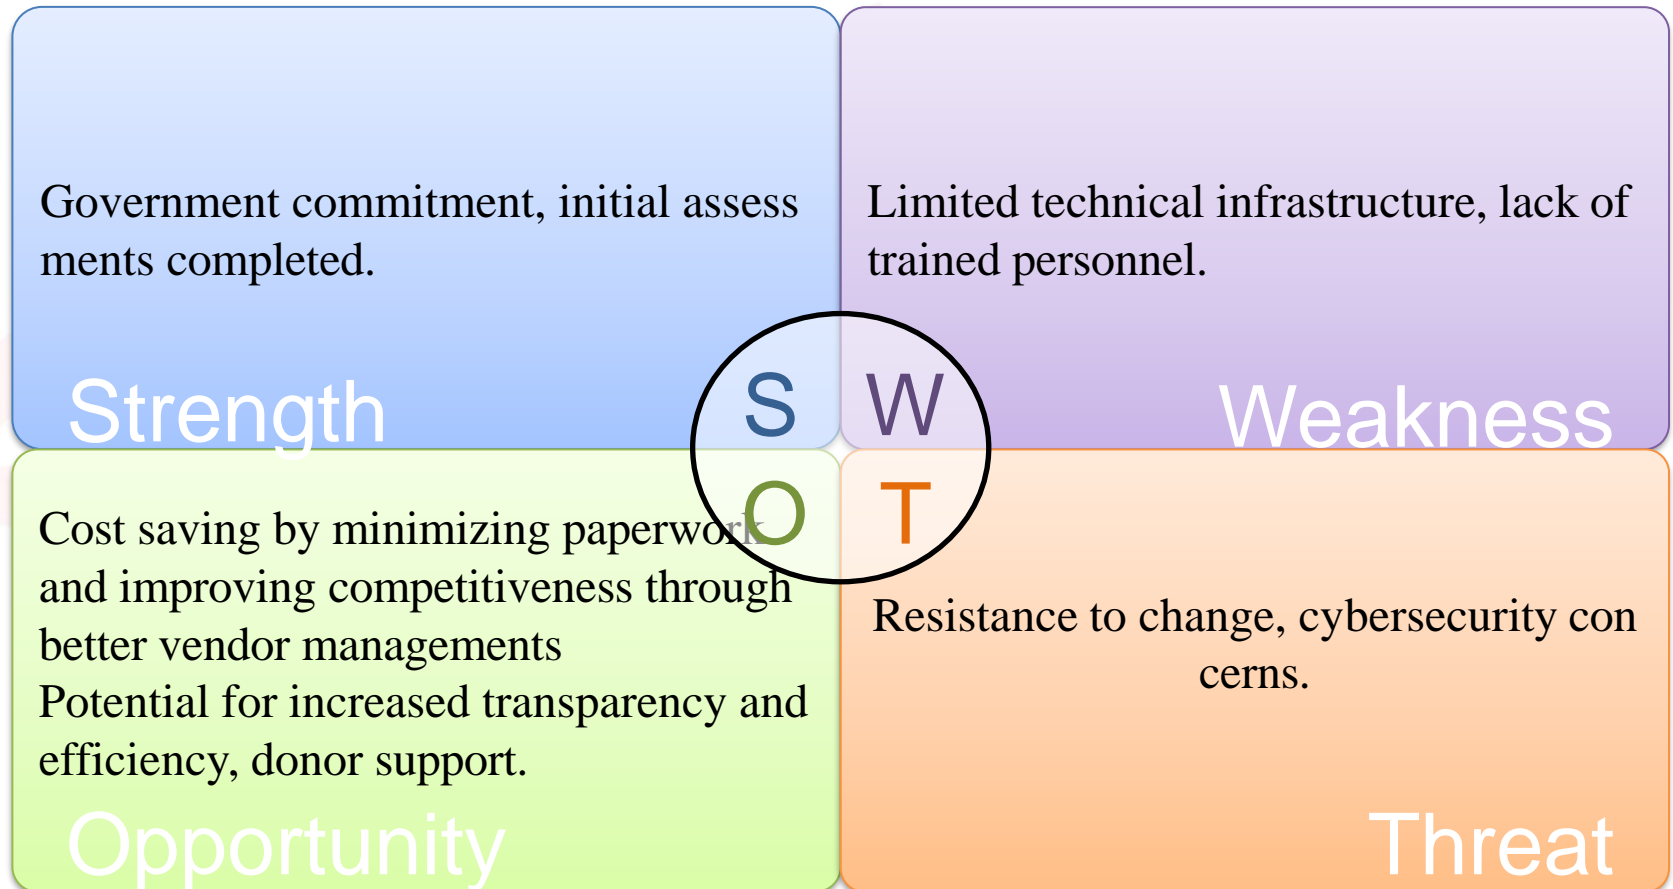 Government commitment, initial assess
ments completed.
Strength
Limited technical infrastructure, lack of
trained personnel.
Weakness
S W
O T
Cost saving by minimizing paperwork
and improving competitiveness through
better vendor managements
Potential for increased transparency and
efficiency, donor support.
Opportunity
Resistance to change, cybersecurity con
cerns.
Threat